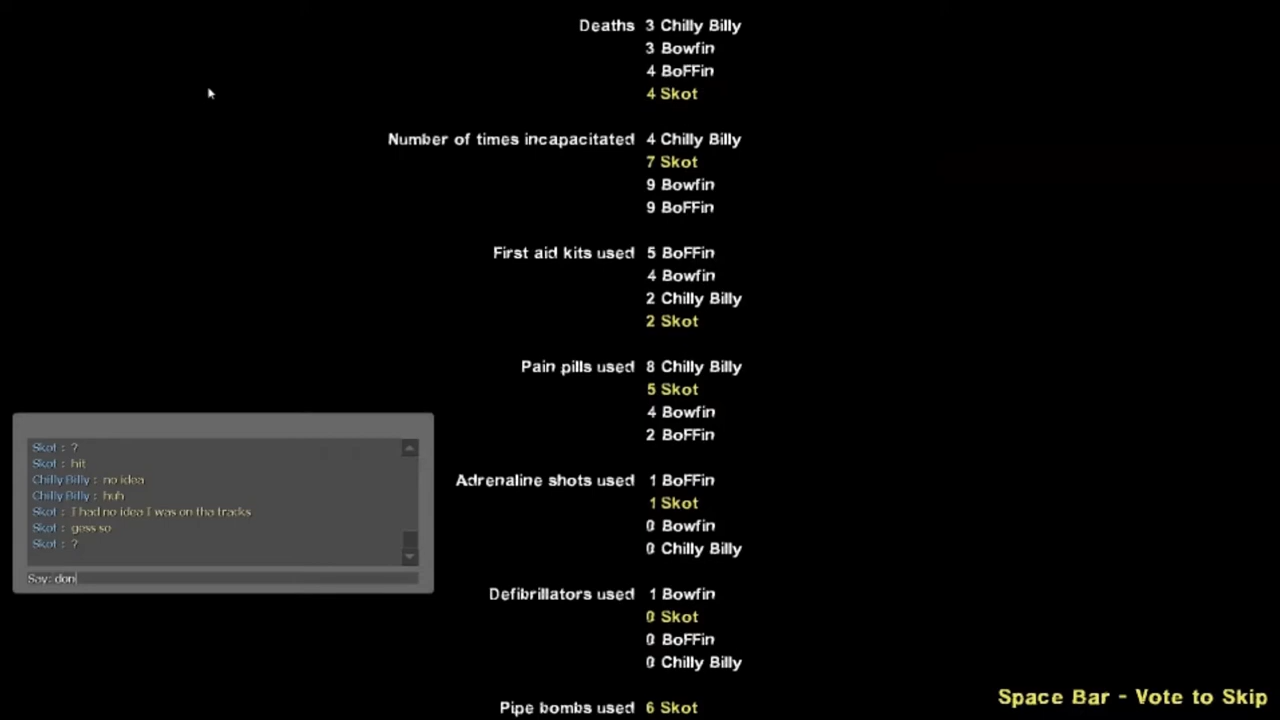 Deaths 3 Chilly Billy
3 Bowfin
4 BoFFin
4 Skot
Number of times incapacitated 4 Chilly Billy
7 Skot
9 Bowfin
9 BoFFin
First aid kits used 5 BoFFin
4 Bowfin
2 Chilly Billy
2 Skot
Pain pills used 8 Chilly Billy
5 Skot
4 Bowfin
2 BoFFin
Adrenaline shots used 1 BoFFin
1 Skot
0 Bowfin
0 Chilly Billy
Defibrillators used 1 Bowfin
0 Skot
0 BoFFin
0 Chilly Billy
Pipe bombs used 6 Skot
Skot : ?
Skot : hit
Chilly Billy : no idea
Chilly Billy : huh
Skot : I had no idea I was on tha tracks
Skot : gess so
Skot : ?
Say: don
Space Bar - Vote to Skip